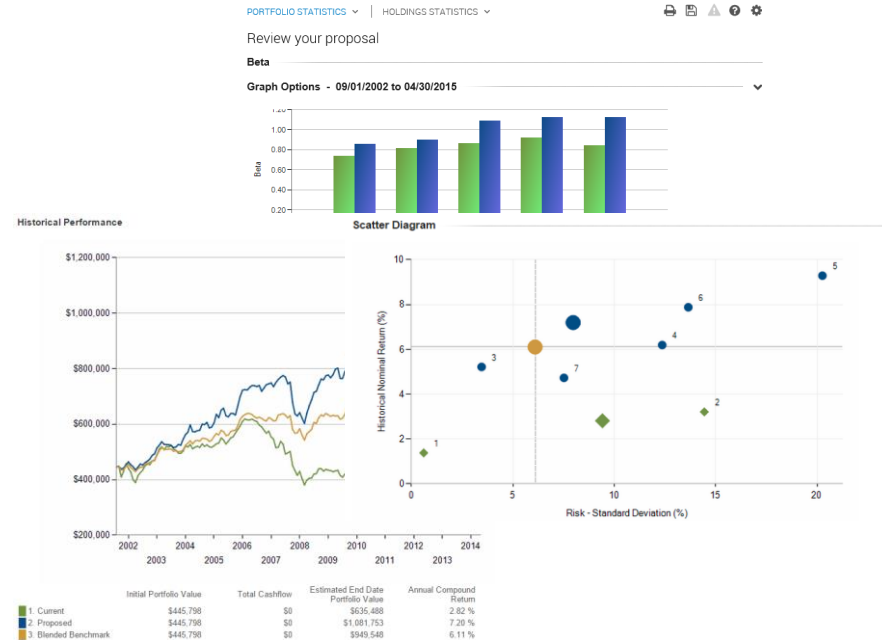 PORTFOLIO STATISTICS HOLDINGS STATISTICS
Review your proposal
Beta
Graph Options - 09/01/2002 to 04/30/2015
1.20
1.00
0.80
0.60
0.40
0.20
Beta
Historical Performance
$1,200,000
$1,000,000
$800,000
$600,000
$400,000
$200,000
2002 2004 2006 2008 2010 2012 2014
2003 2005 2007 2009 2011 2013
Scatter Diagram
Historical Nominal Return (%)
10
8
6
4
2
0
5
6
4
3
7
2
1
0 5 10 15 20
Risk - Standard Deviation (%)
Initial Portfolio Value Total Cashflow Estimated End Date Annual Compound
Portfolio Value Return
1. Current $445,798 $0 $635,488 2.82 %
2. Proposed $445,798 $0 $1,081,753 7.20 %
3. Blended Benchmark $445,798 $0 $949,548 6.11 %